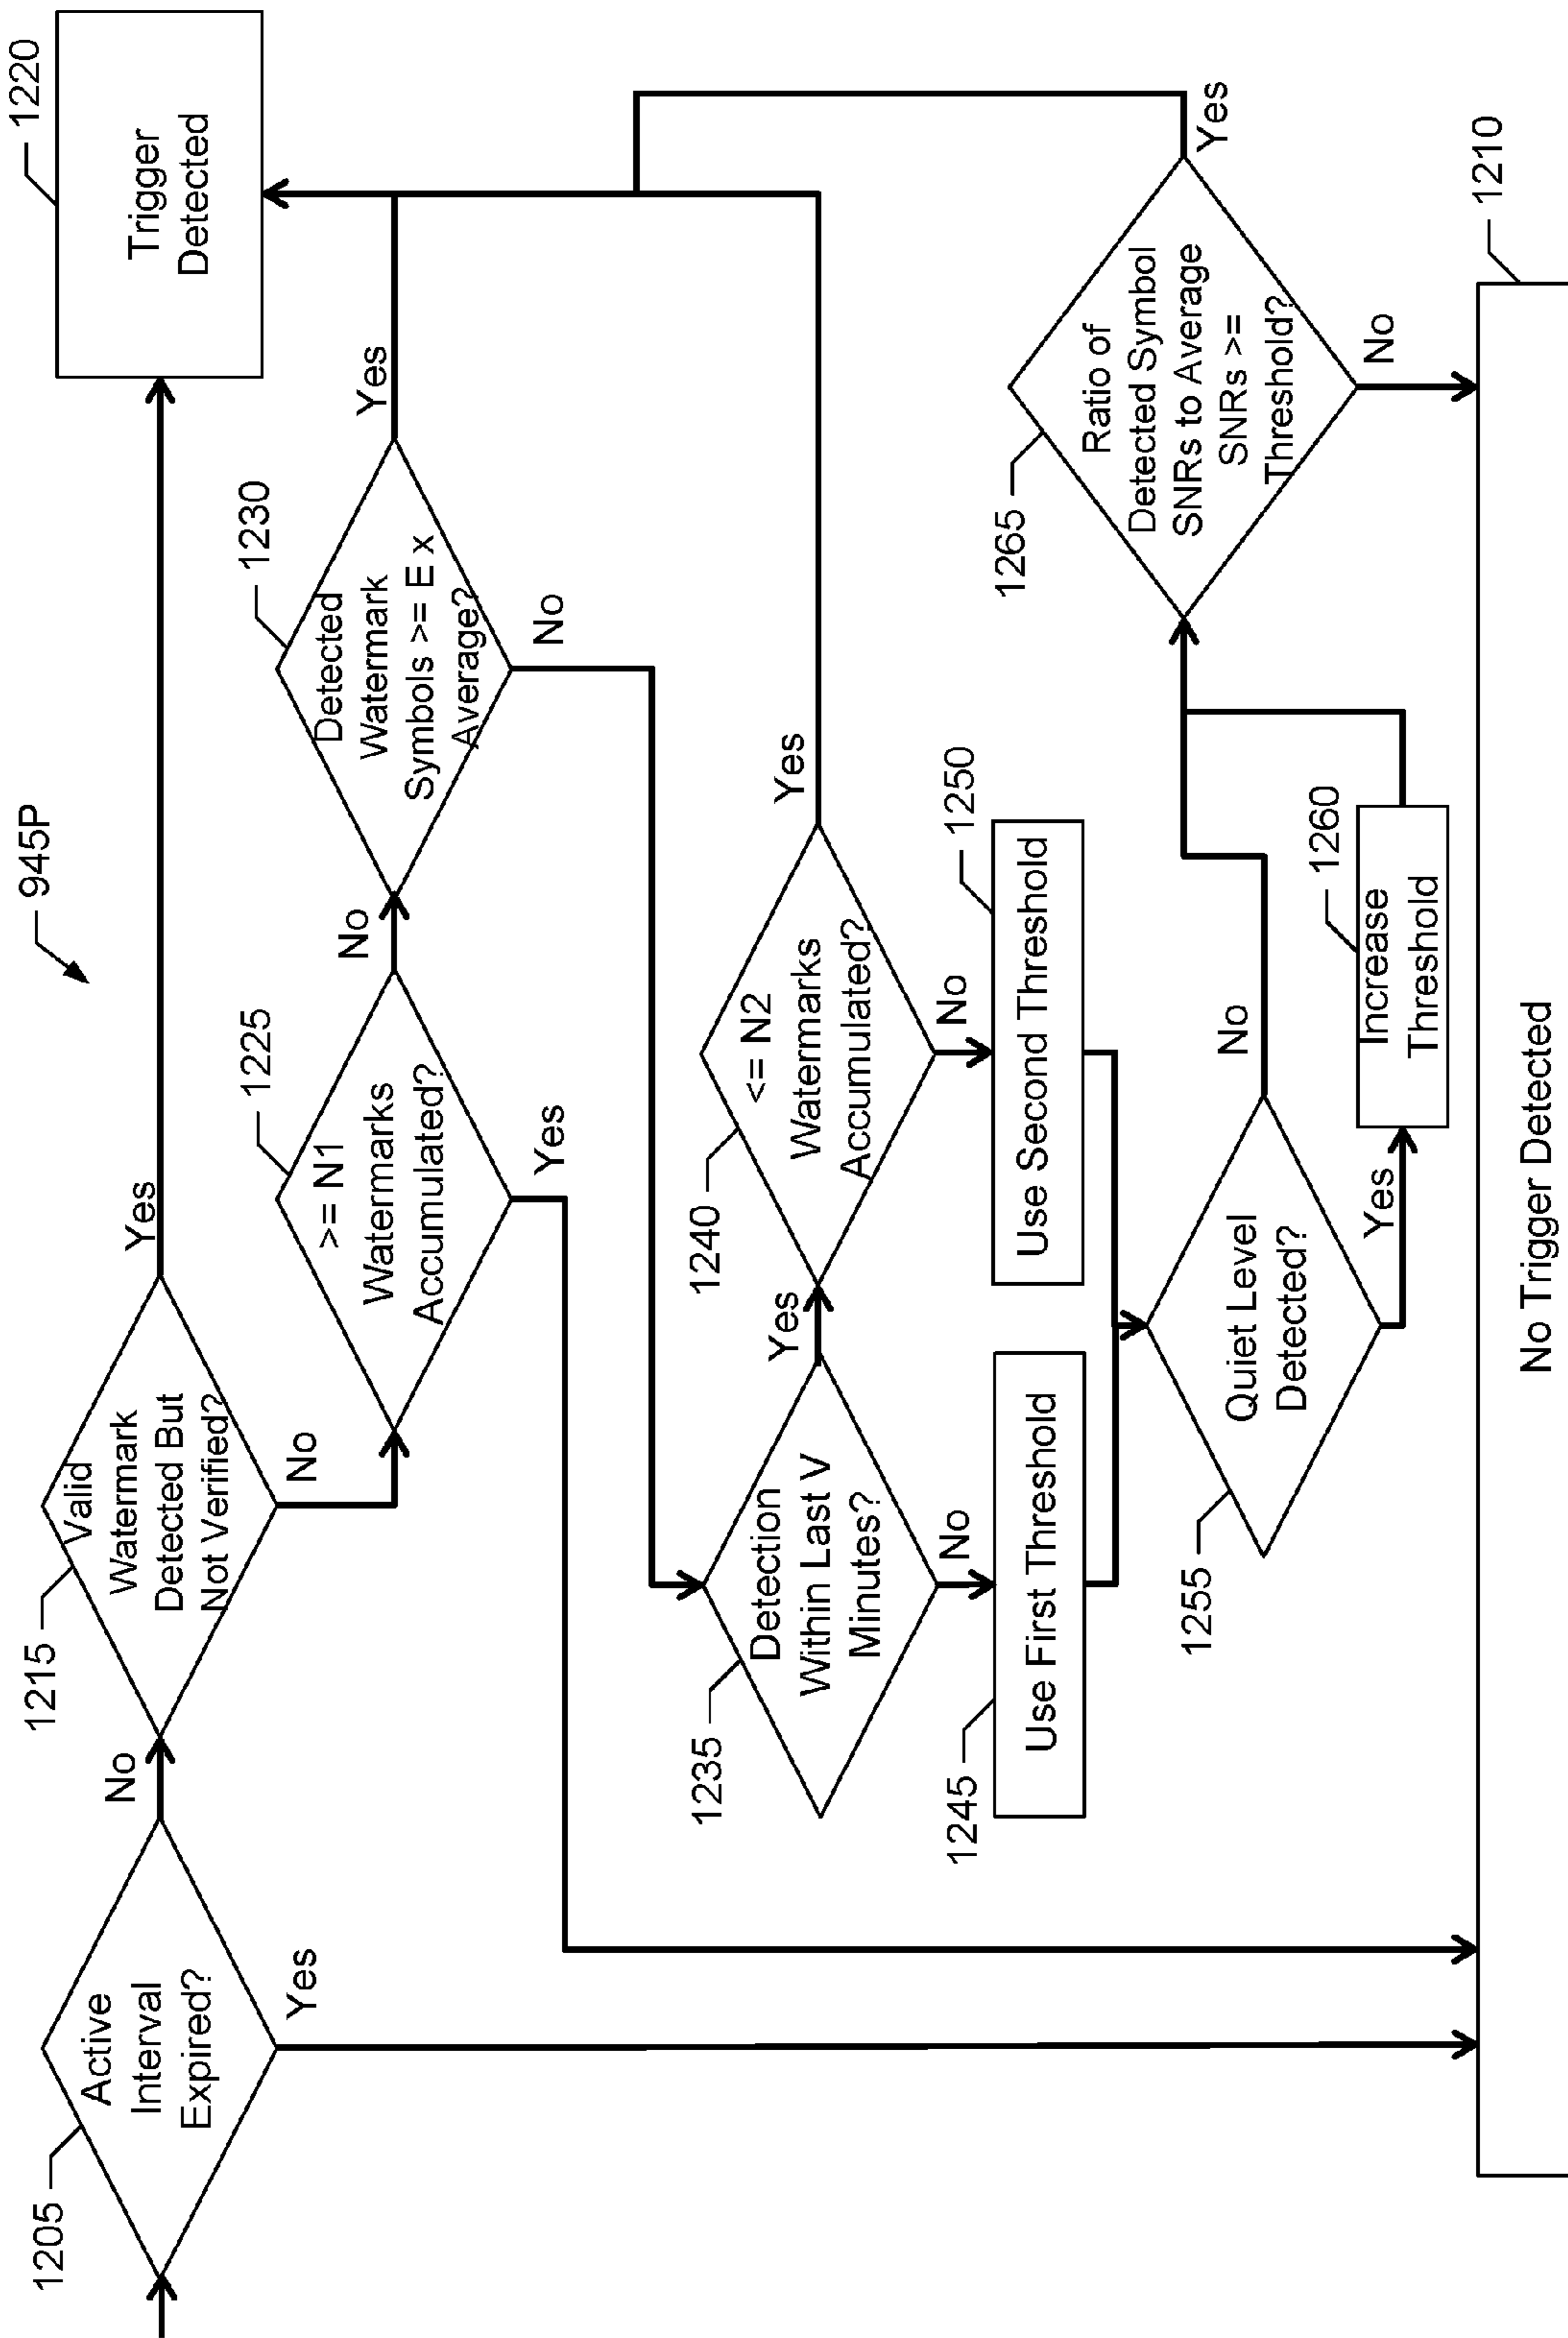 945P
1205
Active
Interval
Expired?
No
Yes
1215
Valid
Watermark
Detected But
Not Verified?
Yes
No
1220
Trigger
Detected
1225
>= N1
Watermarks
Accumulated?
No
Yes
1230
Detected
Watermark
Symbols >= E x
Average?
Yes
No
1235
Detection
Within Last V
Minutes?
Yes
No
1240
<= N2
Watermarks
Accumulated?
Yes
No
1245
Use First Threshold
1250
Use Second Threshold
1255
Quiet Level
Detected?
No
Yes
1260
Increase
Threshold
1265
Ratio of
Detected Symbol
SNRs to Average
SNRs >=
Threshold?
Yes
No
1210
No Trigger Detected